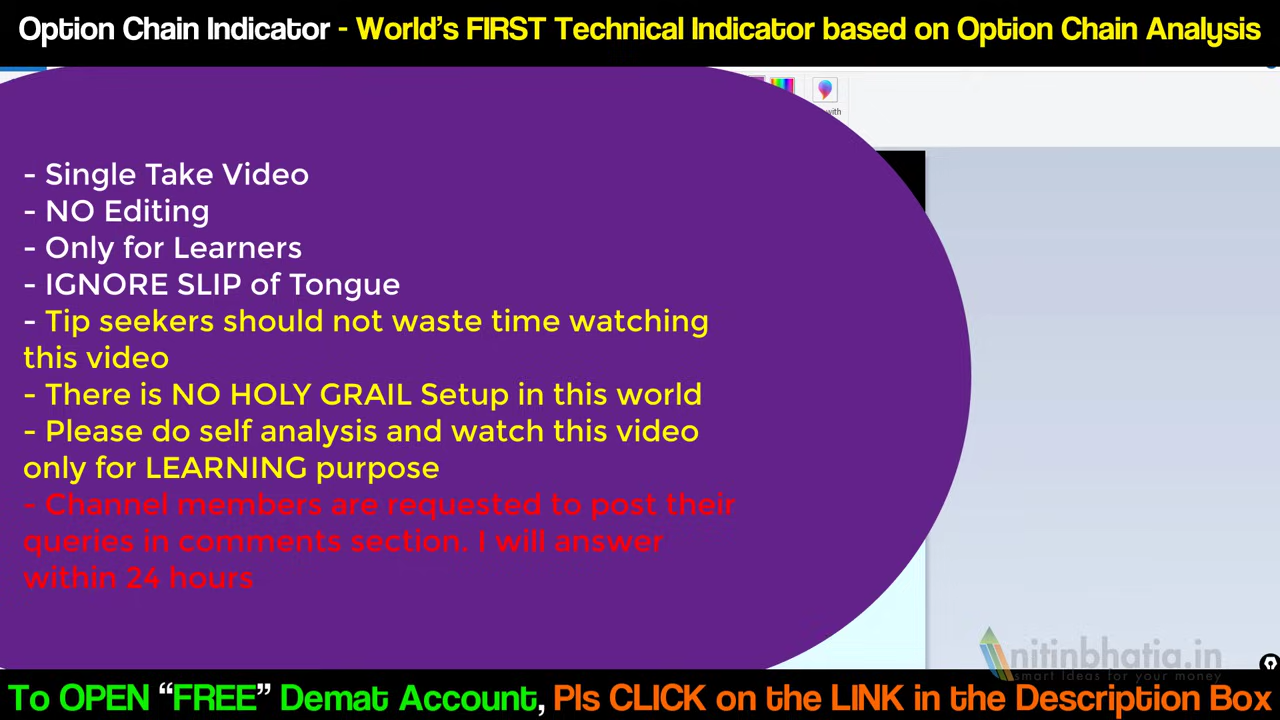 Option Chain Indicator - World's FIRST Technical Indicator based on Option Chain Analysis
with
- Single Take Video
- NO Editing
- Only for Learners
- IGNORE SLIP of Tongue
- Tip seekers should not waste time watching
this video
- There is NO HOLY GRAIL Setup in this world
- Please do self analysis and watch this video
only for LEARNING purpose
- Channel members are requested to post their
queries in comments section. I will answer
within 24 hours
nitinbhatia.in
smart ideas for your money
To OPEN “FREE” Demat Account, Pls CLICK on the LINK in the Description Box